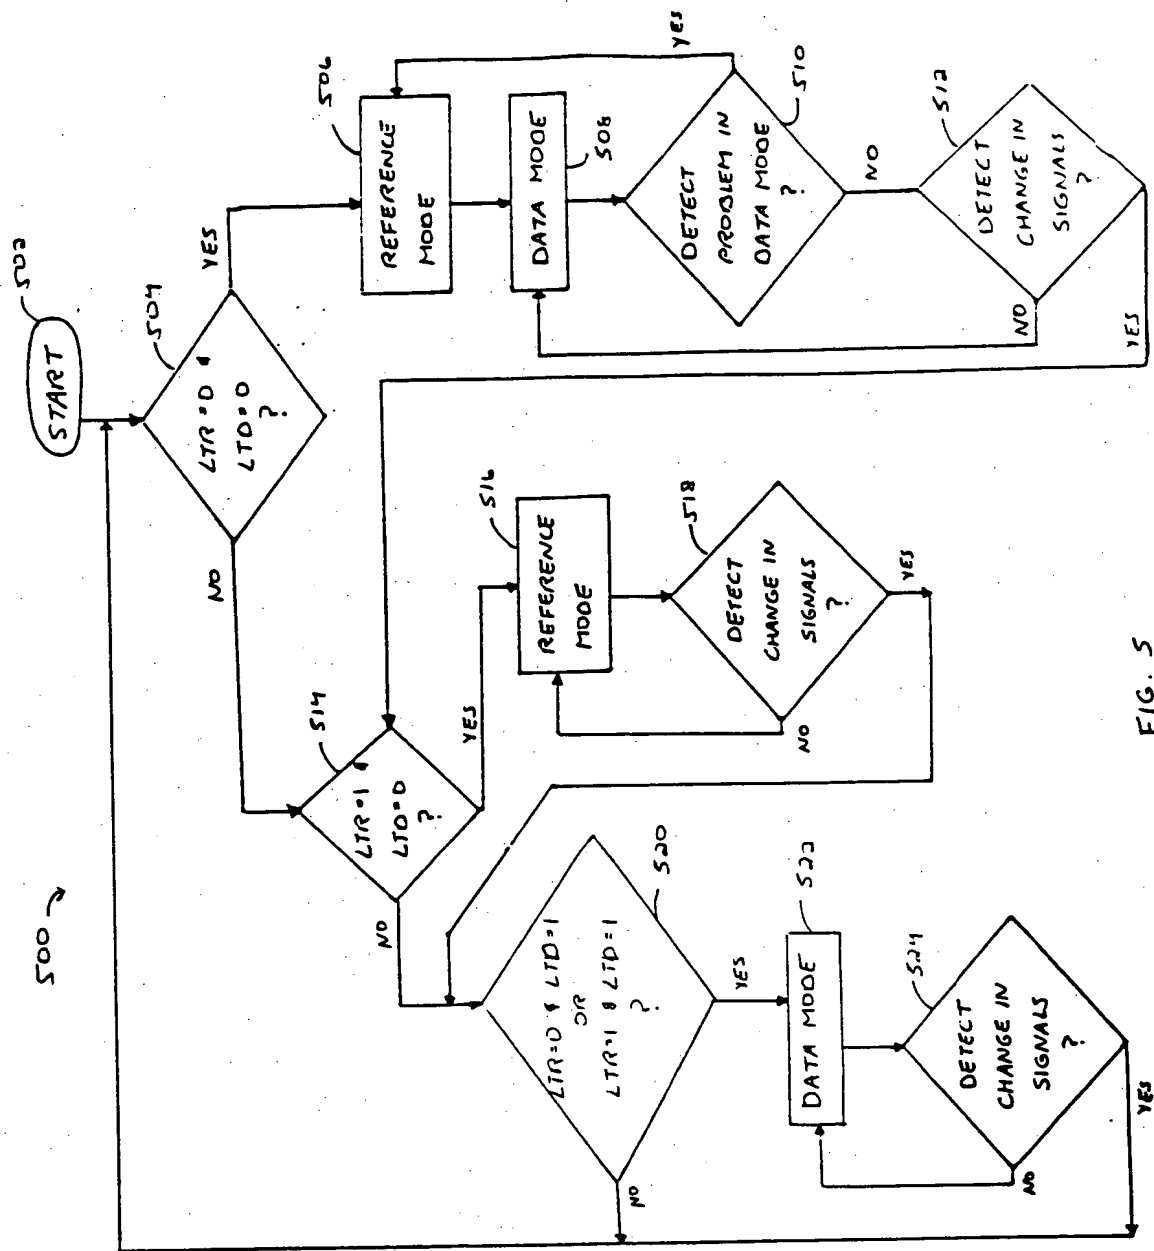 500
START
502
LTR=0 &
LTD=0
?
504
YES
NO
REFERENCE
MODE
506
DATA MODE
508
DETECT
PROBLEM IN
DATA MODE
?
510
YES
NO
DETECT
CHANGE IN
SIGNALS
?
512
NO
YES
LTR=1 &
LTD=0
?
514
YES
NO
REFERENCE
MODE
516
DETECT
CHANGE IN
SIGNALS
?
518
NO
YES
LTR=0 & LTD=1
OR
LTR=1 & LTD=1
?
520
YES
NO
DATA MODE
522
DETECT
CHANGE IN
SIGNALS
?
524
NO
YES
FIG. 5